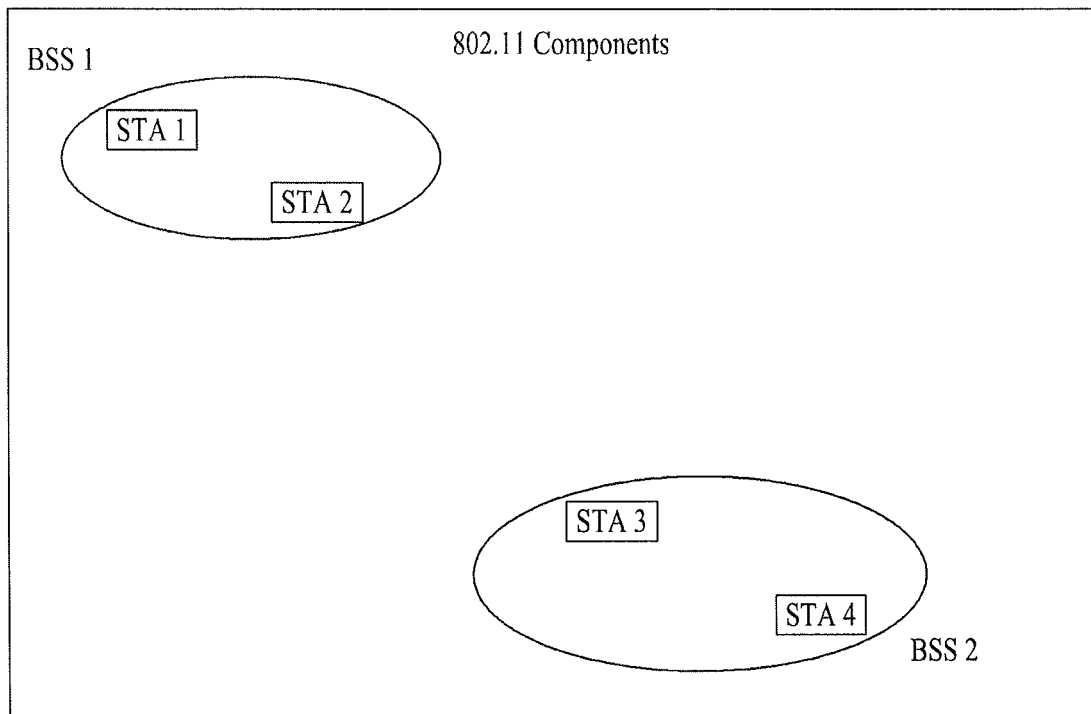 802.11 Components
BSS 1
STA 1
STA 2
STA 3
STA 4
BSS 2